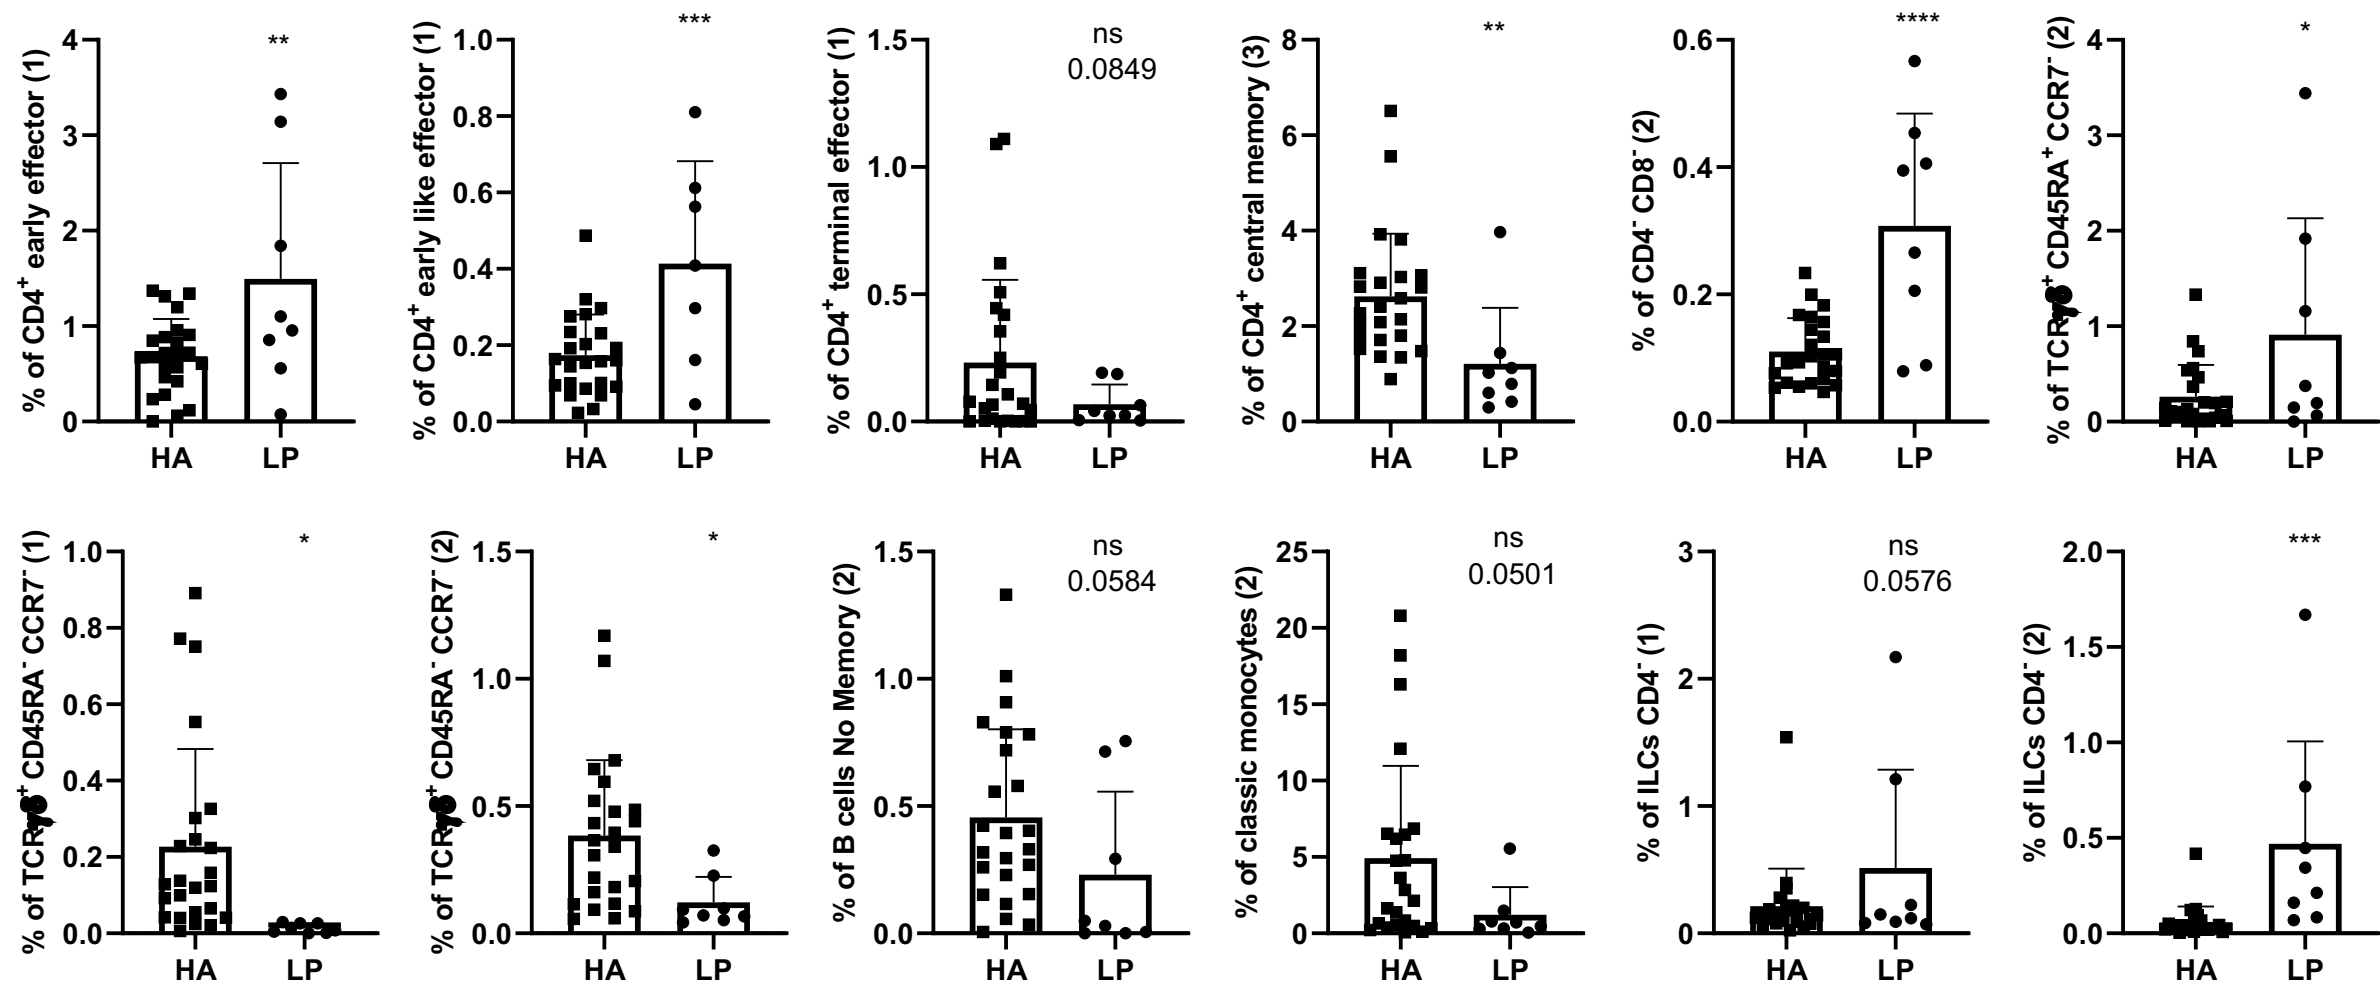 % of CD4⁺ early effector (1)
4
3
2
1
0
**
HA LP
% of CD4⁺ early like effector (1)
1.0
0.8
0.6
0.4
0.2
0.0
***
HA LP
% of CD4⁺ terminal effector (1)
1.5
1.0
0.5
0.0
ns
0.0849
HA LP
% of CD4⁺ central memory (3)
8
6
4
2
0
**
HA LP
% of CD4⁻ CD8⁻ (2)
0.6
0.4
0.2
0.0
****
HA LP
% of TCRγδ⁺ CD45RA⁺ CCR7⁻ (2)
4
3
2
1
0
*
HA LP
% of TCRγδ⁺ CD45RA⁻ CCR7⁻ (1)
1.0
0.8
0.6
0.4
0.2
0.0
*
HA LP
% of TCRγδ⁺ CD45RA⁻ CCR7⁻ (2)
1.5
1.0
0.5
0.0
*
HA LP
% of B cells No Memory (2)
1.5
1.0
0.5
0.0
ns
0.0584
HA LP
% of classic monocytes (2)
25
20
15
10
5
0
ns
0.0501
HA LP
% of ILCs CD4⁻ (1)
3
2
1
0
ns
0.0576
HA LP
% of ILCs CD4⁻ (2)
2.0
1.5
1.0
0.5
0.0
***
HA LP